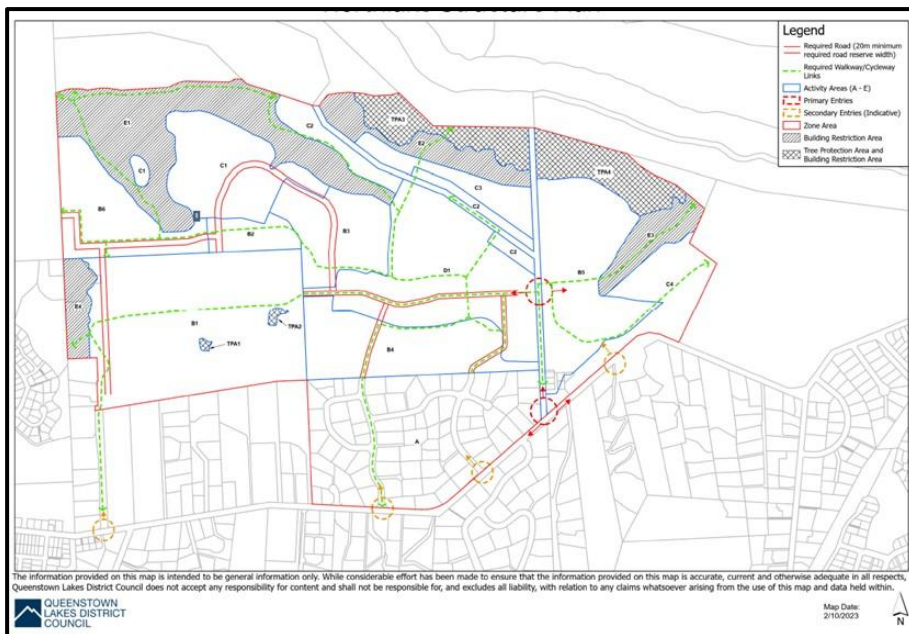 Legend
Required Road (20m minimum
required road reserve width)
Required Walkway/Cycleway
Links
Activity Areas (A - E)
Primary Entries
Secondary Entries (Indicative)
Zone Area
Building Restriction Area
Tree Protection Area and
Building Restriction Area
TPA3
E1
C2
E2
TPA4
C1
C1
C3
C2
B6
B3
E3
B2
C2
D1
B5
C4
B1
TPA2
TPA1
B4
A
The information provided on this map is intended to be general information only. While considerable effort has been made to ensure that the information provided on this map is accurate, current and otherwise adequate in all respects,
Queenstown Lakes District Council does not accept any responsibility for content and shall not be responsible for, and excludes all liability, with relation to any claims whatsoever arising from the use of this map and data held within.
QUEENSTOWN
LAKES DISTRICT
COUNCIL
Map Date:
2/10/2023
N